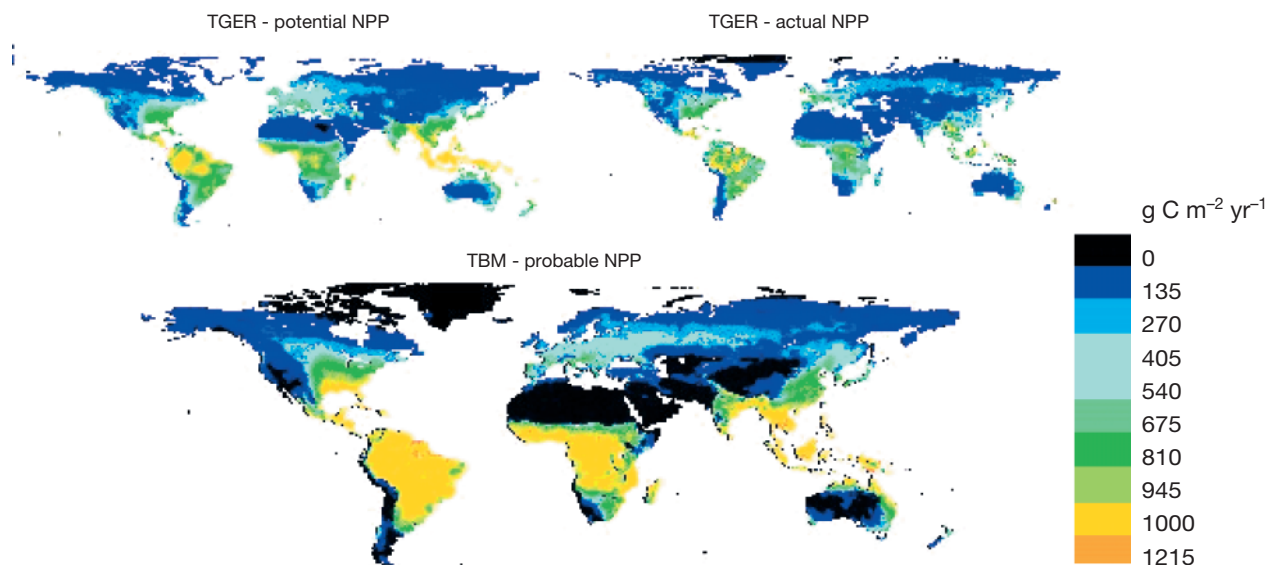 TGER - potential NPP
TGER - actual NPP
TBM - probable NPP
g C m⁻² yr⁻¹
0
135
270
405
540
675
810
945
1000
1215